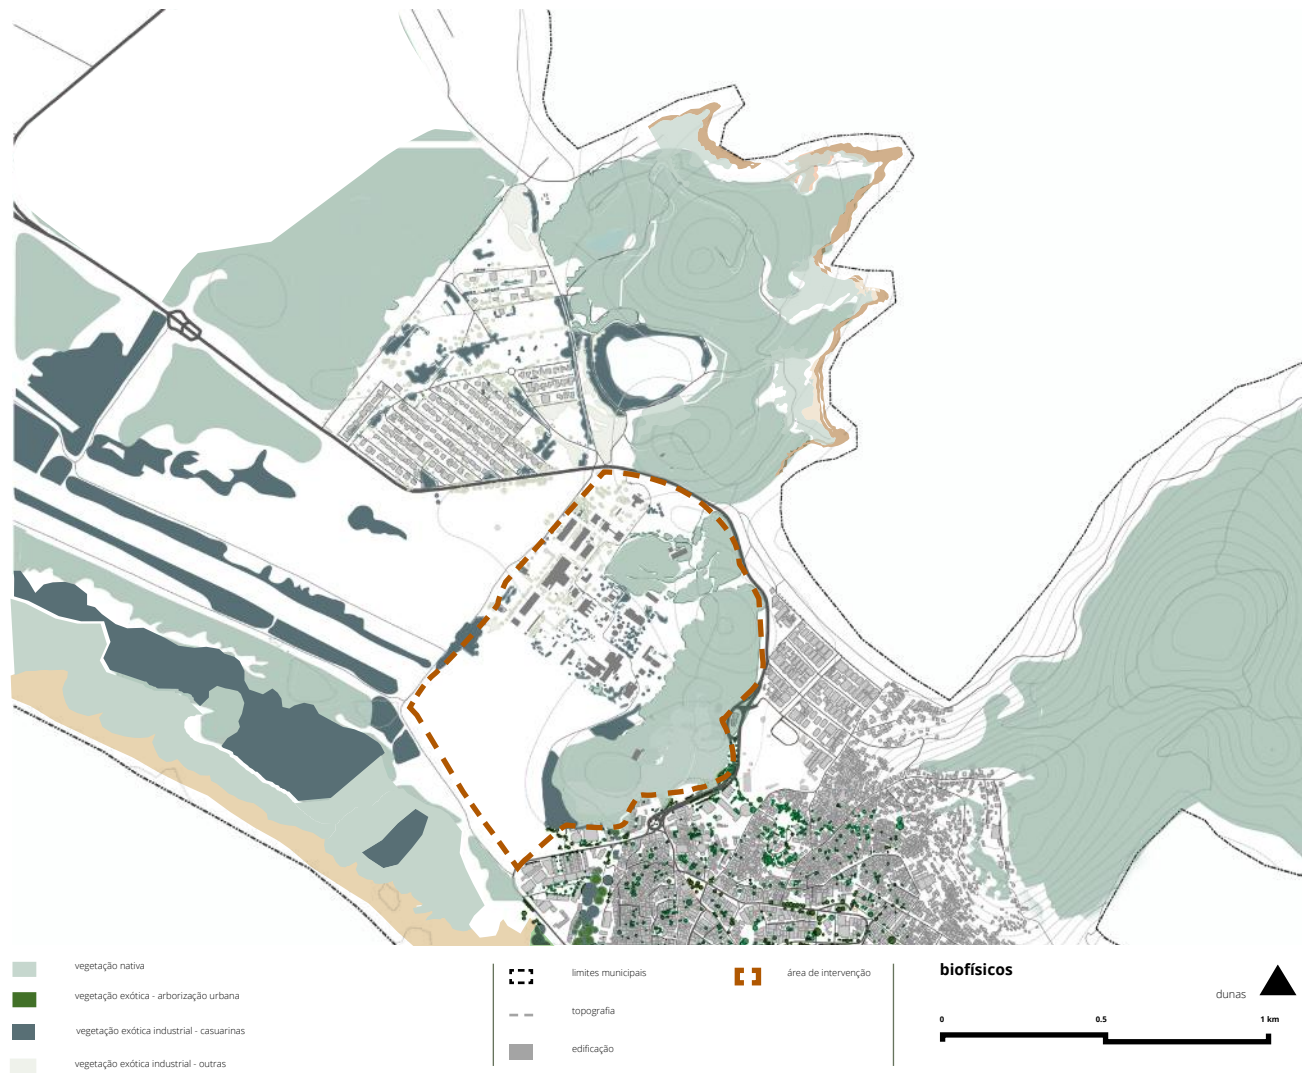 vegetação nativa
vegetação exótica - arborização urbana
vegetação exótica industrial - casuarinas
vegetação exótica industrial - outras
limites municipais
topografia
edificação
área de intervenção
biofísicos
dunas
0 0.5 1 km